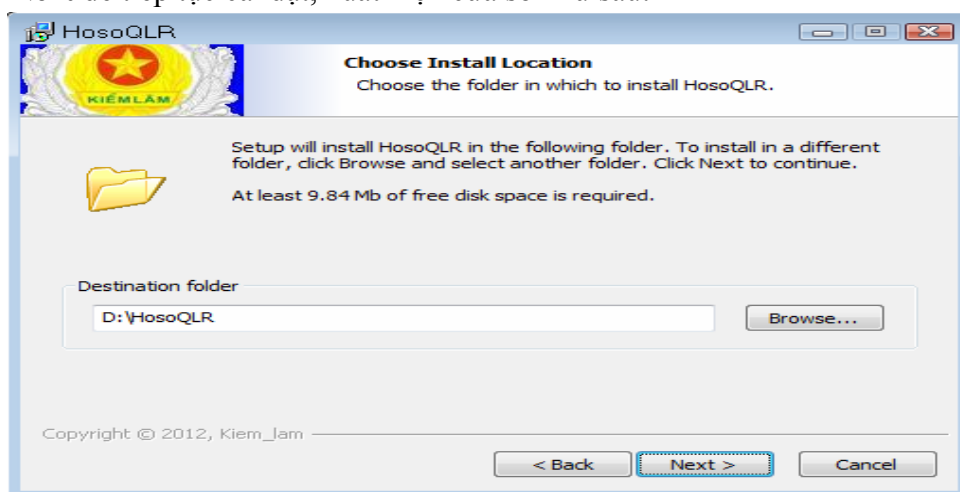 HosoQLR
KIỂM LÂM
Choose Install Location
Choose the folder in which to install HosoQLR.
Setup will install HosoQLR in the following folder. To install in a different
folder, click Browse and select another folder. Click Next to continue.
At least 9.84 Mb of free disk space is required.
Destination folder
D:\HosoQLR
Browse...
Copyright © 2012, Kiem_lam
< Back
Next >
Cancel